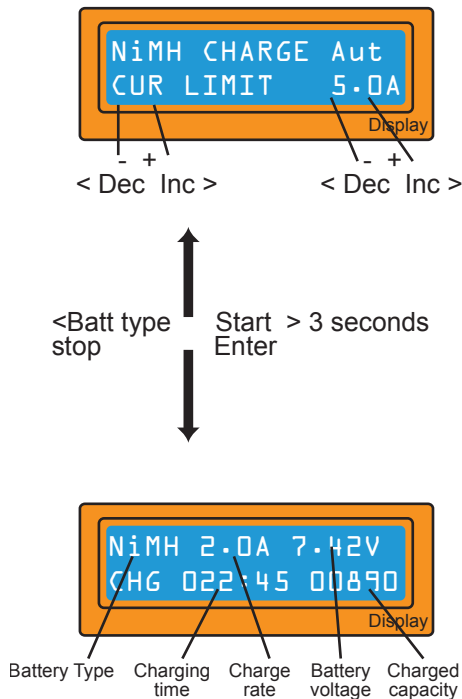 NiMH CHARGE Aut
CUR LIMIT 5.0A
Display
- + - +
< Dec Inc > < Dec Inc >
<Batt type Start > 3 seconds
stop Enter
NiMH 2.0A 7.42V
CHG 022:45 00890
Display
Battery Type Charging Charge Battery Charged
time rate voltage capacity